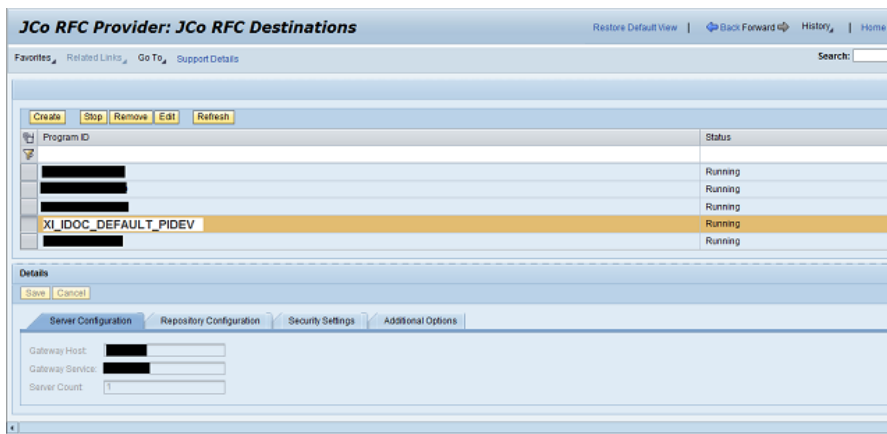 JCo RFC Provider: JCo RFC Destinations
Restore Default View | Back Forward History | Home
Favorites Related Links Go To Support Details Search:
Create Stop Remove Edit Refresh
Program ID Status
Running
Running
Running
XI_IDOC_DEFAULT_PIDEV Running
Running
Details
Save Cancel
Server Configuration Repository Configuration Security Settings Additional Options
Gateway Host:
Gateway Service:
Server Count: 1